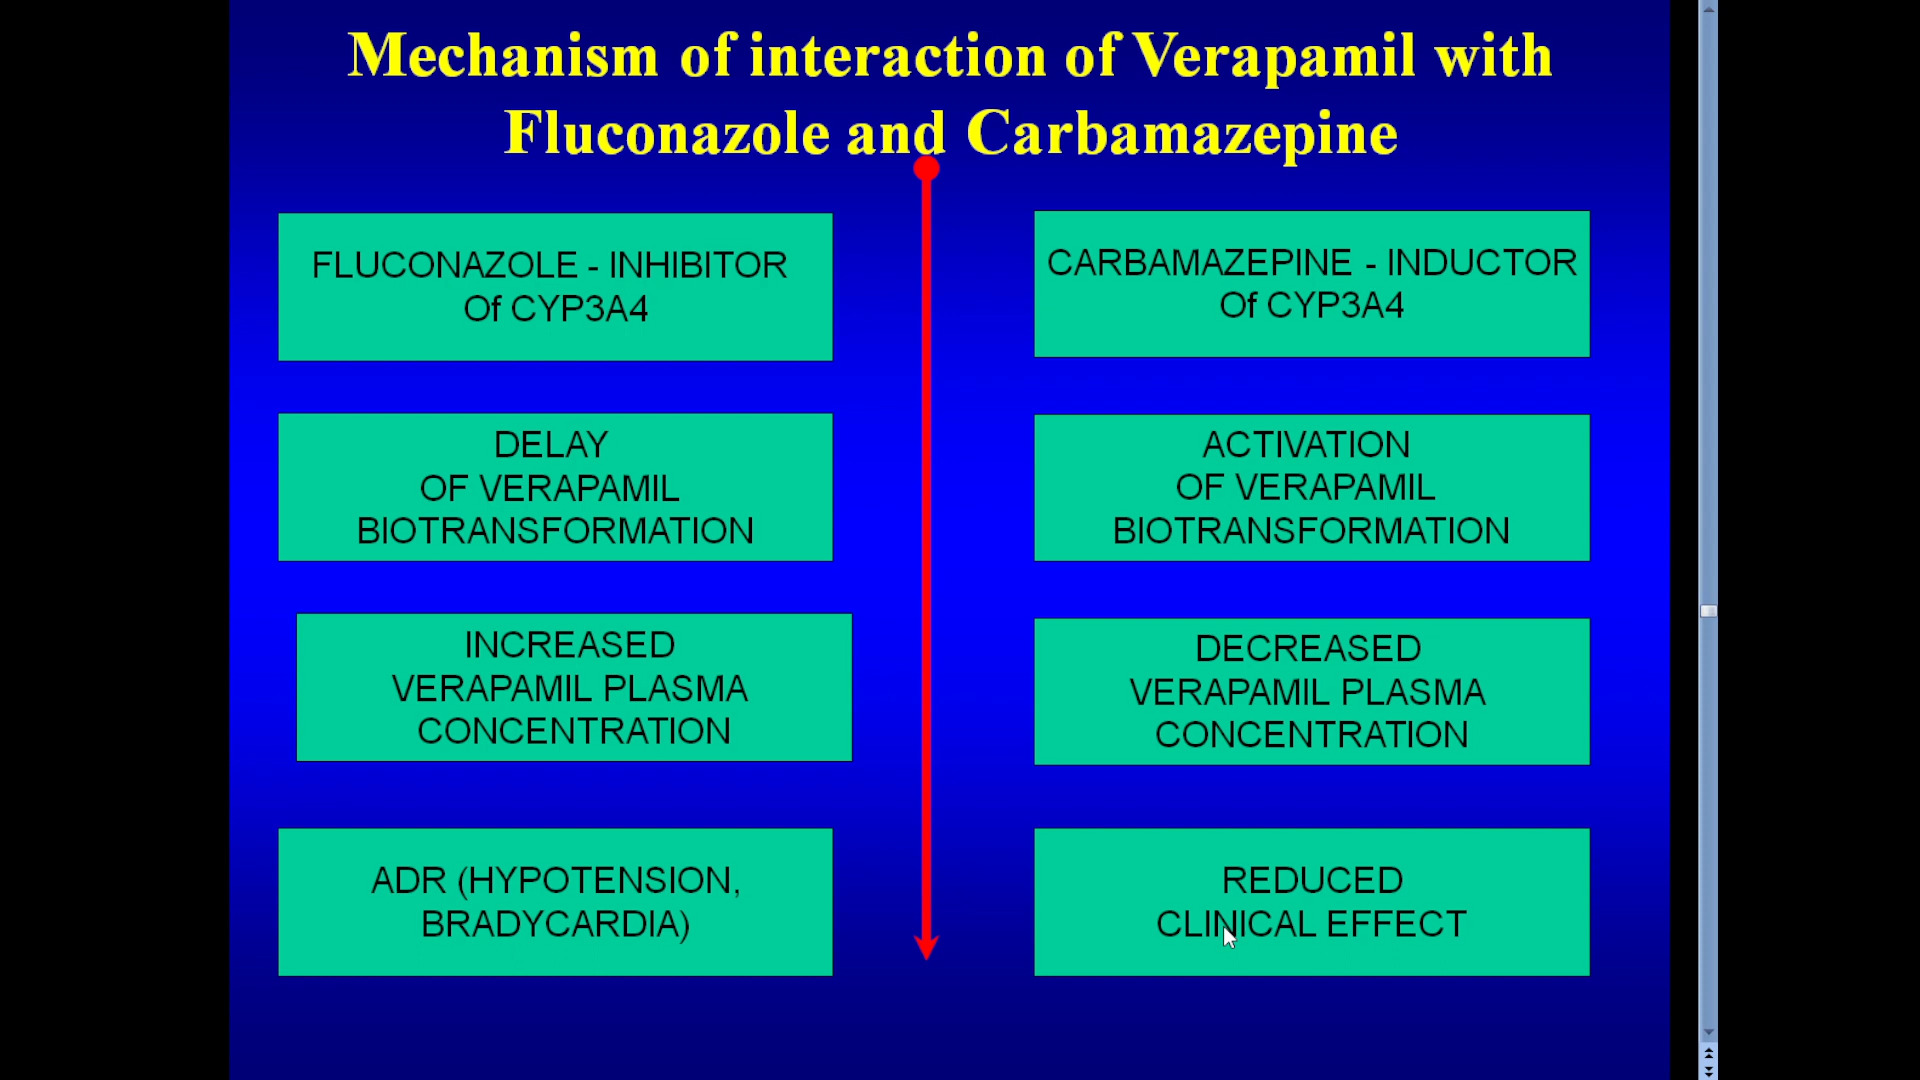 Mechanism of interaction of Verapamil with
Fluconazole and Carbamazepine
FLUCONAZOLE - INHIBITOR
Of CYP3A4
CARBAMAZEPINE - INDUCTOR
Of CYP3A4
DELAY
OF VERAPAMIL
BIOTRANSFORMATION
ACTIVATION
OF VERAPAMIL
BIOTRANSFORMATION
INCREASED
VERAPAMIL PLASMA
CONCENTRATION
DECREASED
VERAPAMIL PLASMA
CONCENTRATION
ADR (HYPOTENSION,
BRADYCARDIA)
REDUCED
CLINICAL EFFECT